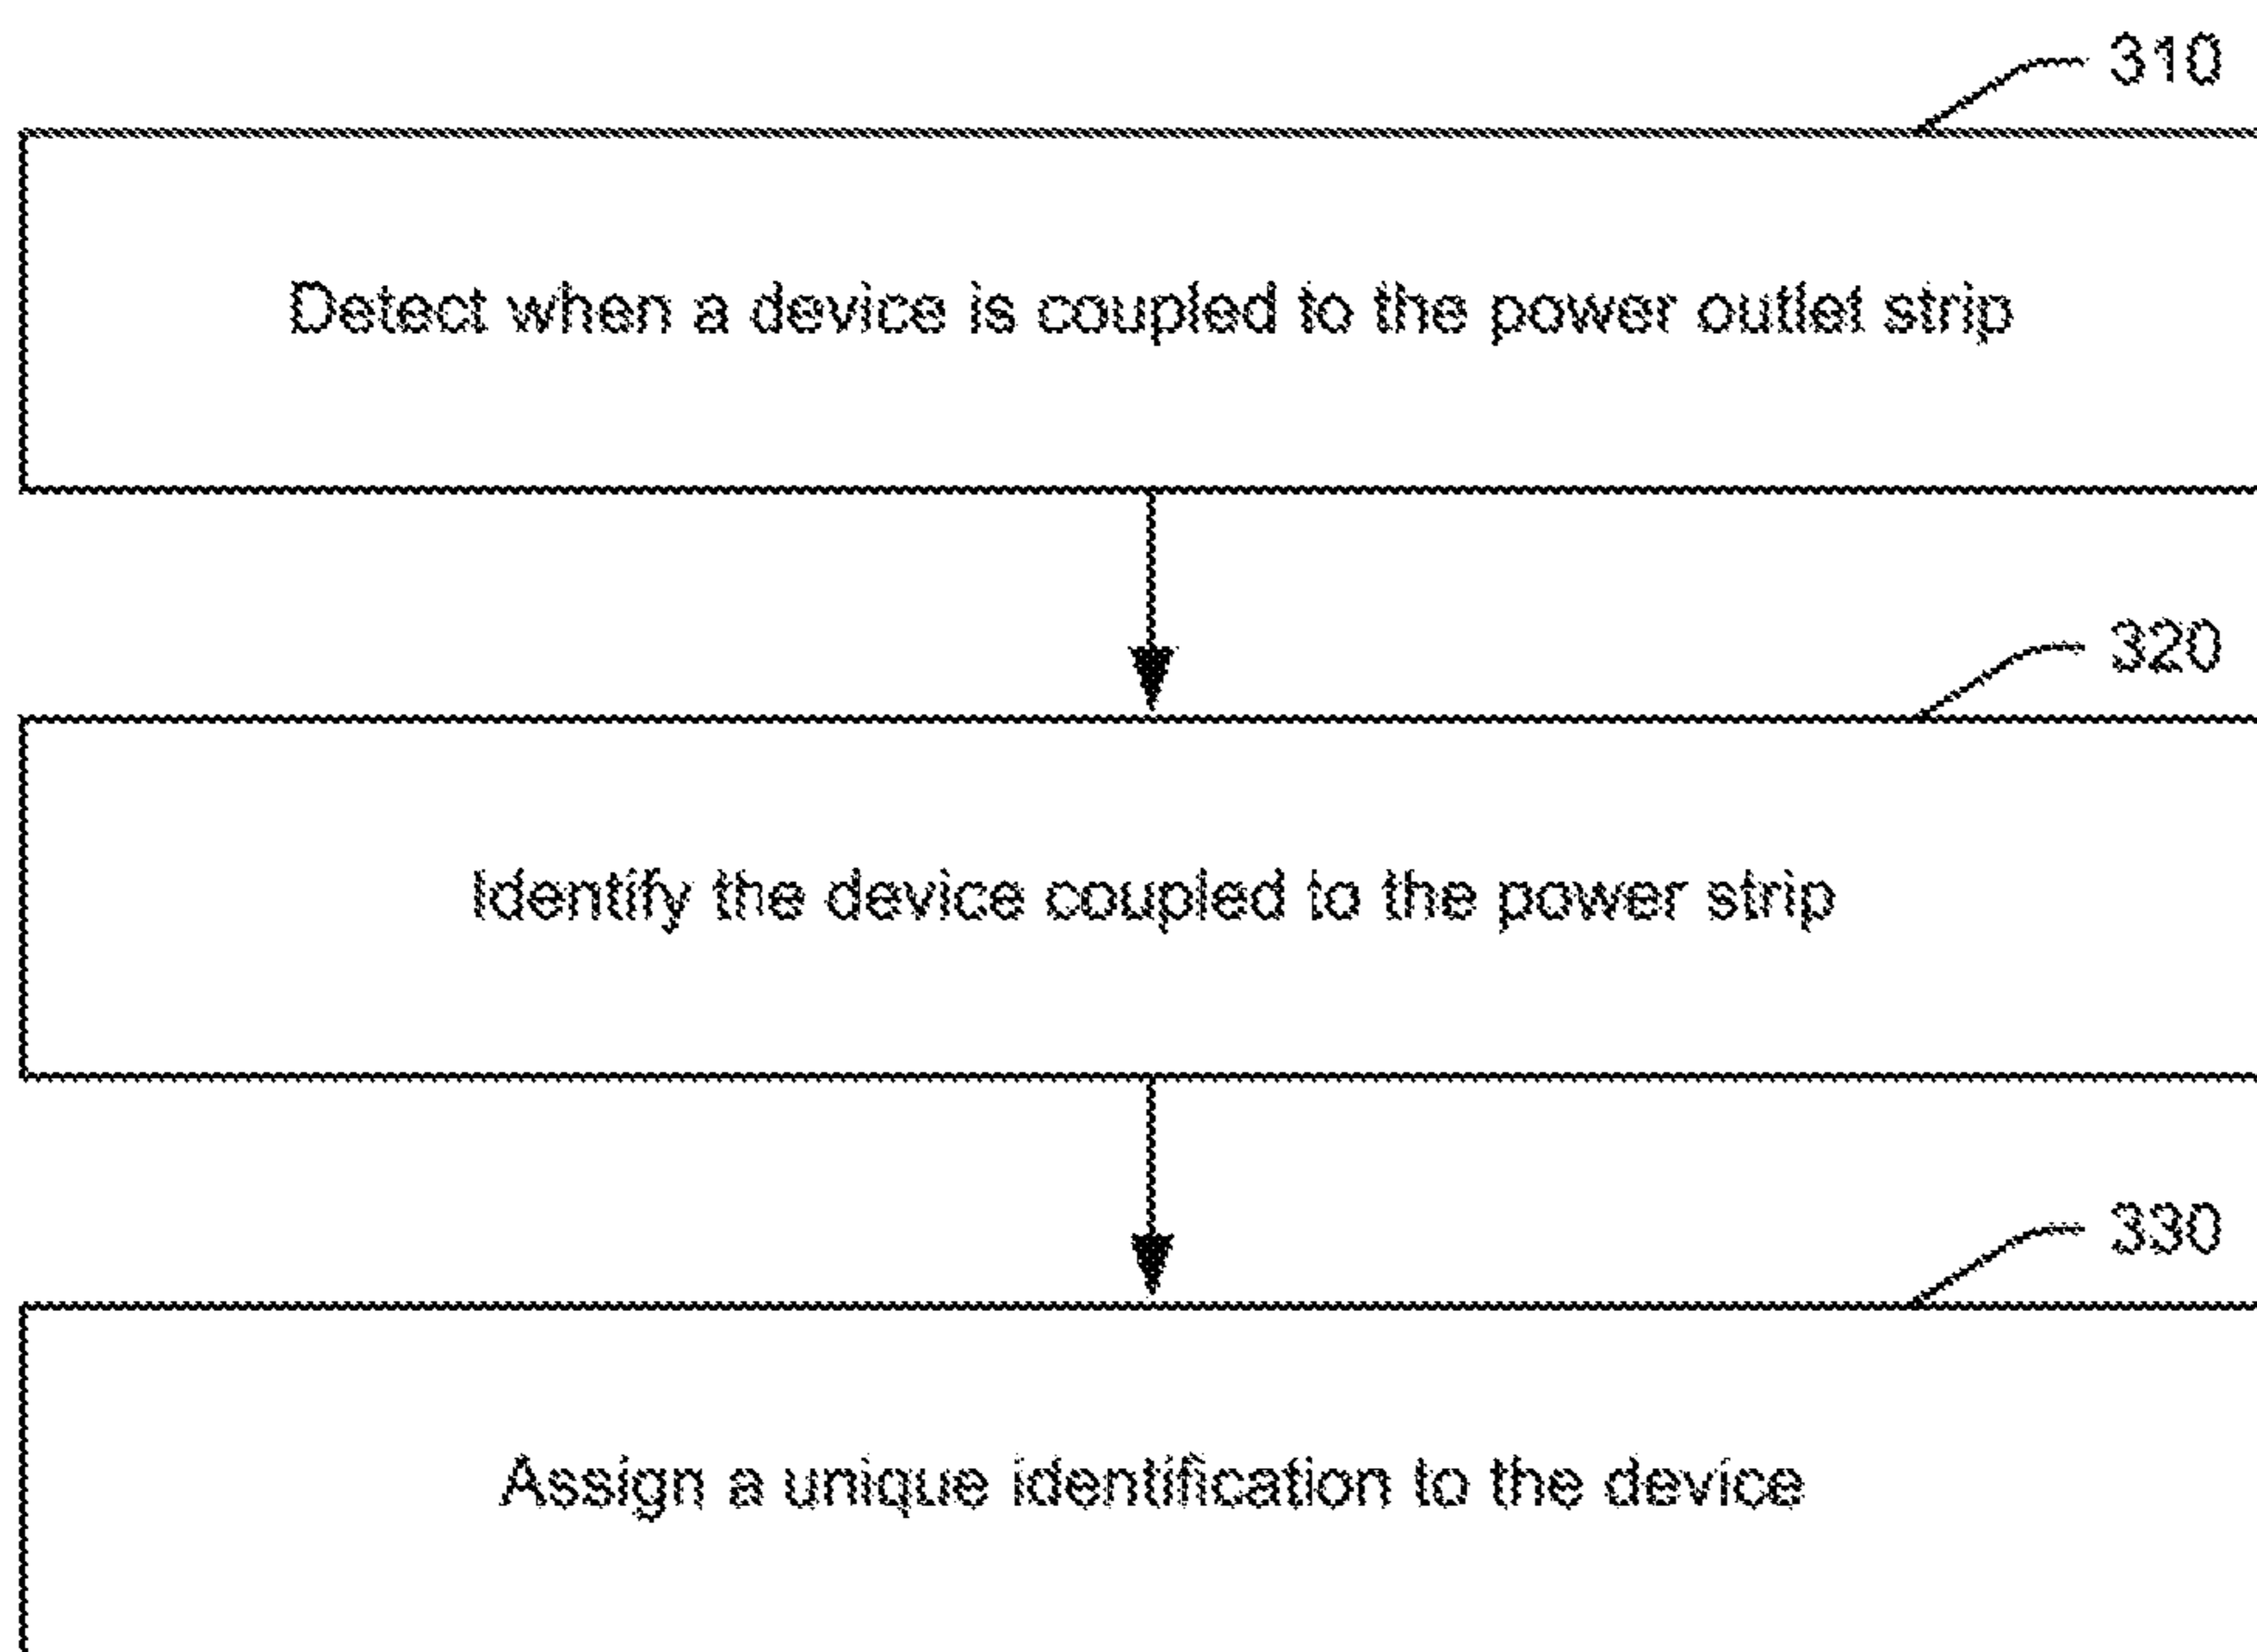 310
Detect when a device is coupled to the power outlet strip
320
Identify the device coupled to the power strip
330
Assign a unique identification to the device